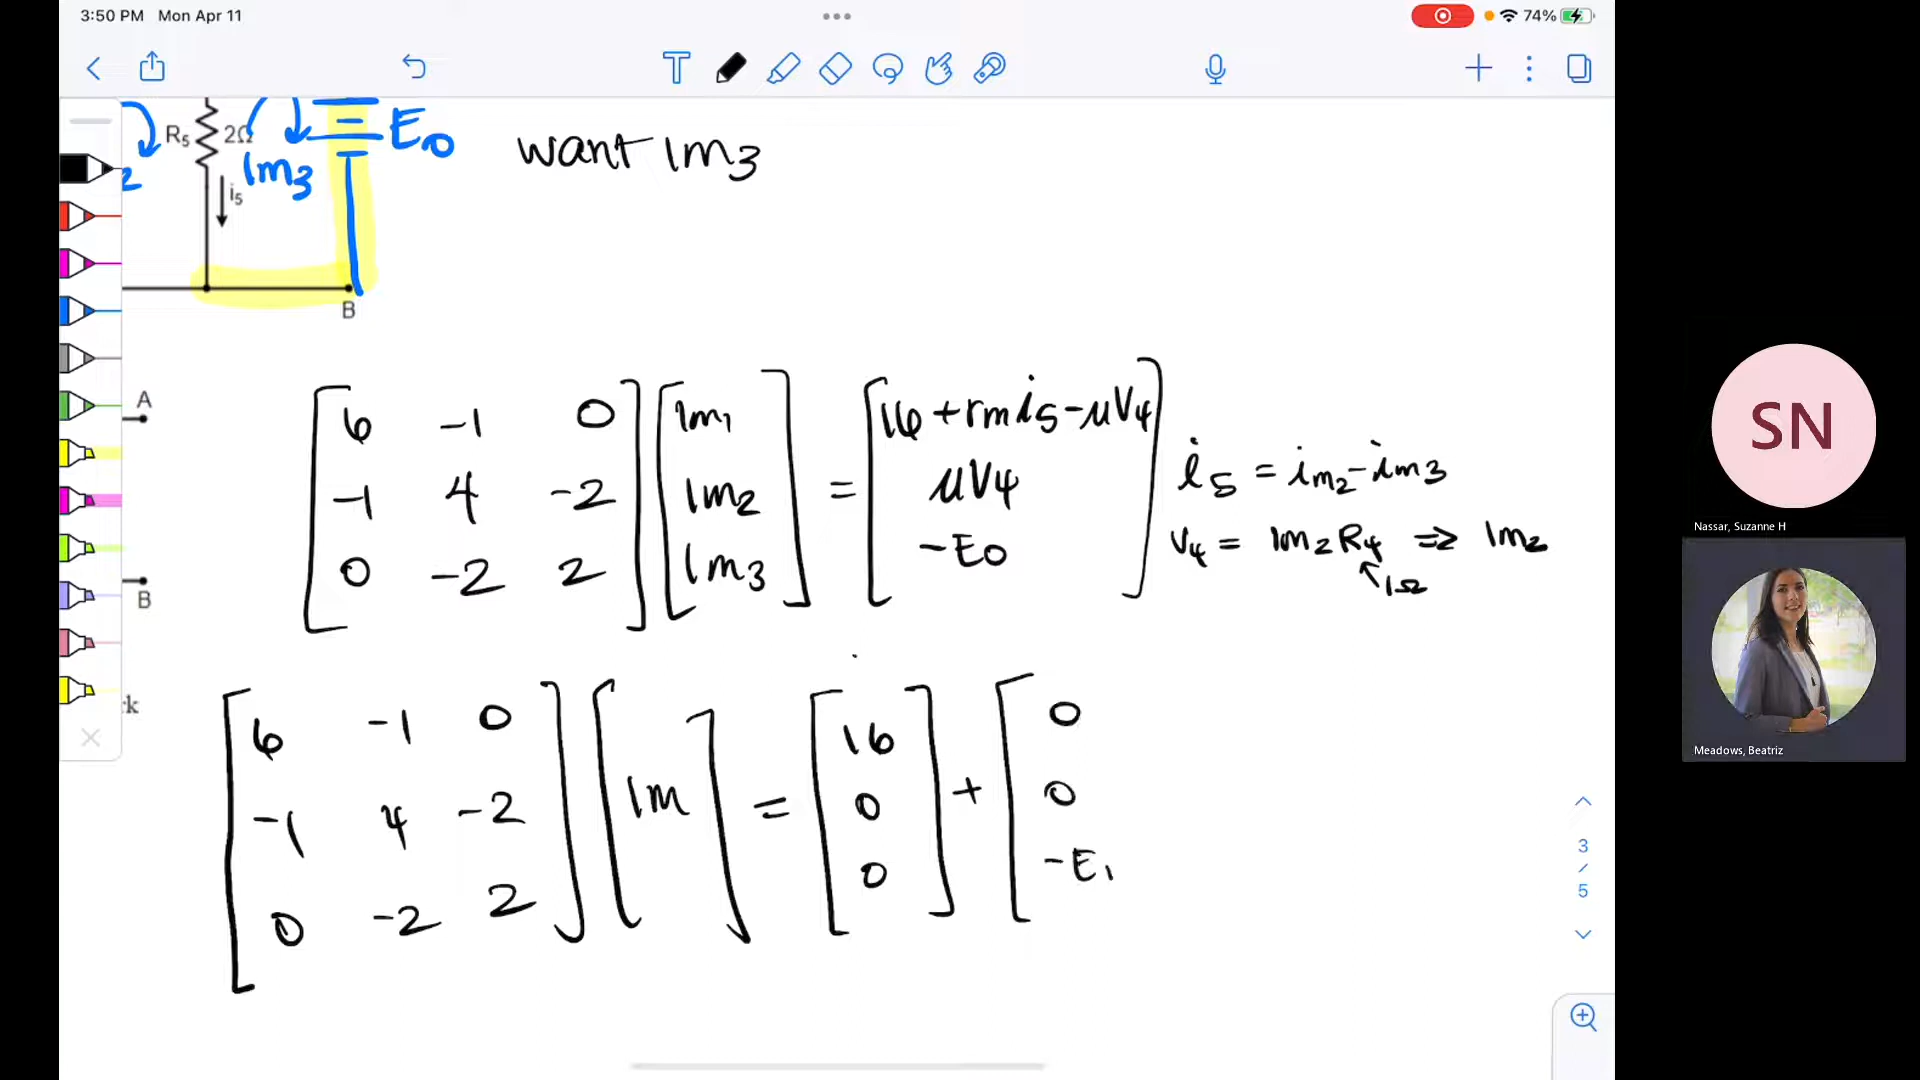 3:50 PM Mon Apr 11
74%
R5 2Ω
E0
want Im3
2
Im3
i5
B
A
B
[6 -1 0] [Im1] = [16 + rm i5 - μV4]
[-1 4 -2] [Im2] [μV4]
[0 -2 2] [Im3] [-E0]
i5 = im2 - im3
V4 = Im2 R4 => Im2
1Ω
k
[6 -1 0] [Im] = [16] + [0
[-1 4 -2] [0] [0
[0 -2 2] [0] [-E1
SN
Nassar, Suzanne H
Meadows, Beatriz
3
/
5